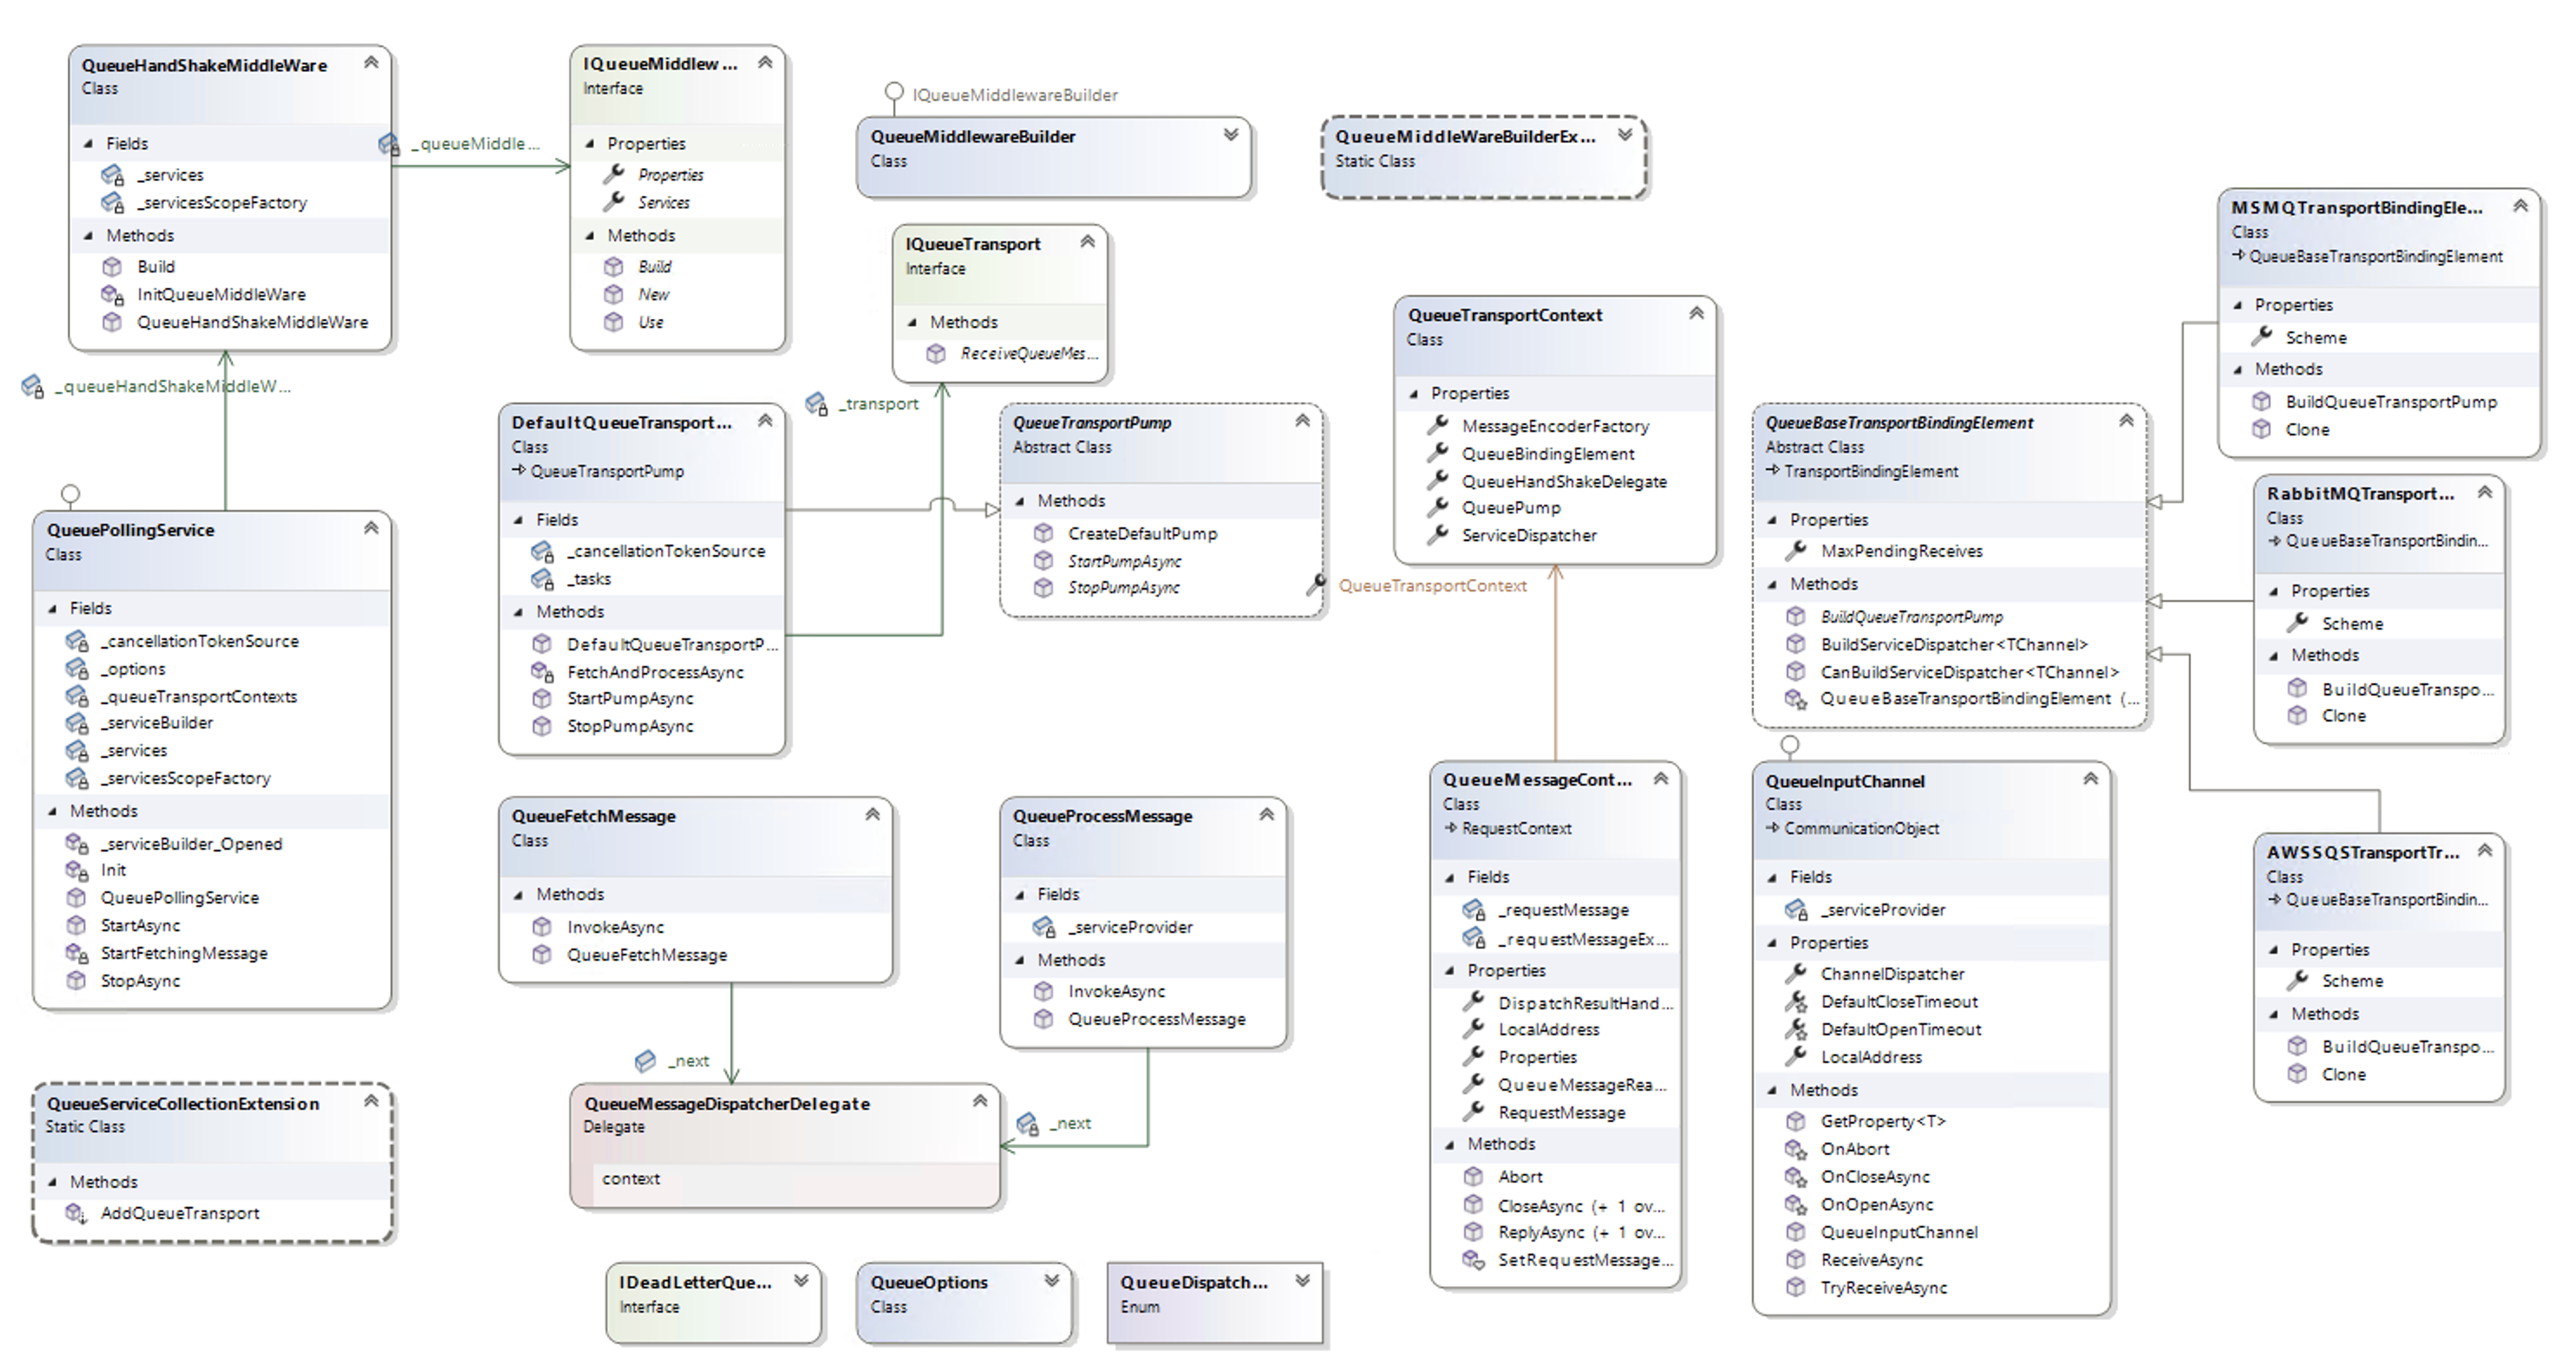 QueueHandShakeMiddleWare
Class
Fields
_services
_servicesScopeFactory
Methods
Build
InitQueueMiddleWare
QueueHandShakeMiddleWare
_queueMiddle...
IQueueMiddlew ...
Interface
Properties
Properties
Services
Methods
Build
New
Use
IQueueMiddlewareBuilder
QueueMiddlewareBuilder
Class
QueueMiddleWareBuilderEx...
Static Class
IQueueTransport
Interface
Methods
ReceiveQueueMes...
_queueHandShakeMiddleW...
QueuePollingService
Class
Fields
_cancellationTokenSource
_options
_queueTransportContexts
_serviceBuilder
_services
_servicesScopeFactory
Methods
_serviceBuilder_Opened
Init
QueuePollingService
StartAsync
StartFetchingMessage
StopAsync
DefaultQueueTransport...
Class
QueueTransportPump
Fields
_cancellationTokenSource
_tasks
Methods
DefaultQueueTransportP...
FetchAndProcessAsync
StartPumpAsync
StopPumpAsync
_transport
QueueTransportPump
Abstract Class
Methods
CreateDefaultPump
StartPumpAsync
StopPumpAsync
QueueTransportContext
QueueTransportContext
Class
Properties
MessageEncoderFactory
QueueBindingElement
QueueHandShakeDelegate
QueuePump
ServiceDispatcher
QueueBaseTransportBindingElement
Abstract Class
TransportBindingElement
Properties
MaxPendingReceives
Methods
BuildQueueTransportPump
BuildServiceDispatcher<TChannel>
CanBuildServiceDispatcher<TChannel>
QueueBaseTransportBindingElement (...
MSMQTransportBindingEle...
Class
QueueBaseTransportBindingElement
Properties
Scheme
Methods
BuildQueueTransportPump
Clone
RabbitMQTransport...
Class
QueueBaseTransportBindin...
Properties
Scheme
Methods
BuildQueueTranspo...
Clone
AWSSQSTransportTr...
Class
QueueBaseTransportBindin...
Properties
Scheme
Methods
BuildQueueTranspo...
Clone
QueueFetchMessage
Class
Methods
InvokeAsync
QueueFetchMessage
_next
QueueProcessMessage
Class
Fields
_serviceProvider
Methods
InvokeAsync
QueueProcessMessage
_next
QueueMessageDispatcherDelegate
Delegate
context
QueueMessageCont...
Class
RequestContext
Fields
_requestMessage
_requestMessageEx...
Properties
DispatchResultHand...
LocalAddress
Properties
QueueMessageRea...
RequestMessage
Methods
Abort
CloseAsync (+ 1 ov...
ReplyAsync (+ 1 ov...
SetRequestMessage...
QueueInputChannel
Class
CommunicationObject
Fields
_serviceProvider
Properties
ChannelDispatcher
DefaultCloseTimeout
DefaultOpenTimeout
LocalAddress
Methods
GetProperty<T>
OnAbort
OnCloseAsync
OnOpenAsync
QueueInputChannel
ReceiveAsync
TryReceiveAsync
QueueServiceCollectionExtension
Static Class
Methods
AddQueueTransport
IDeadLetterQue...
Interface
QueueOptions
Class
QueueDispatch...
Enum